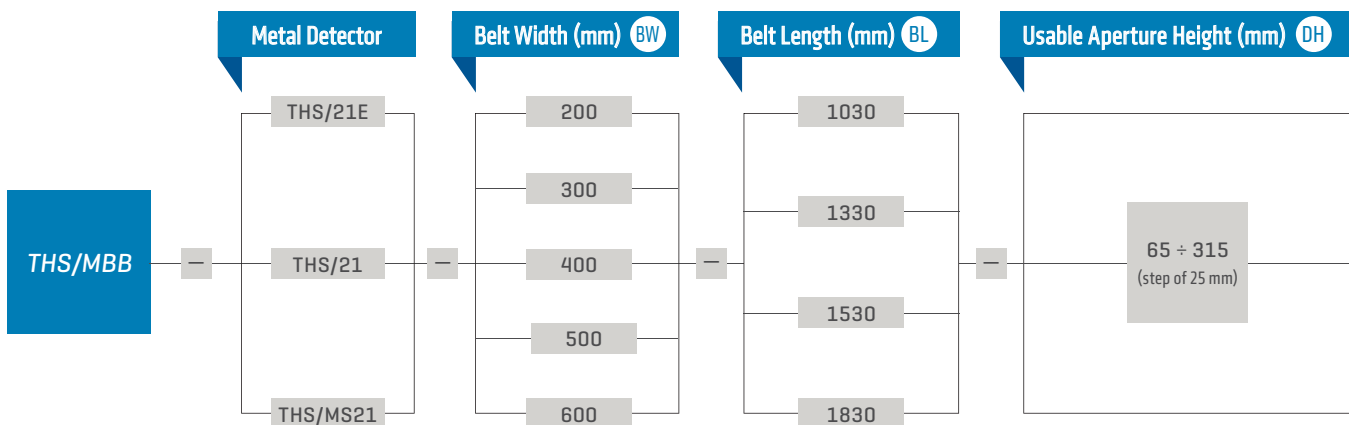 Metal Detector
Belt Width (mm) BW
Belt Length (mm) BL
Usable Aperture Height (mm) DH
THS/MBB
—
THS/21E
THS/21
THS/MS21
—
200
300
400
500
600
—
1030
1330
1530
1830
—
65 ÷ 315
(step of 25 mm)